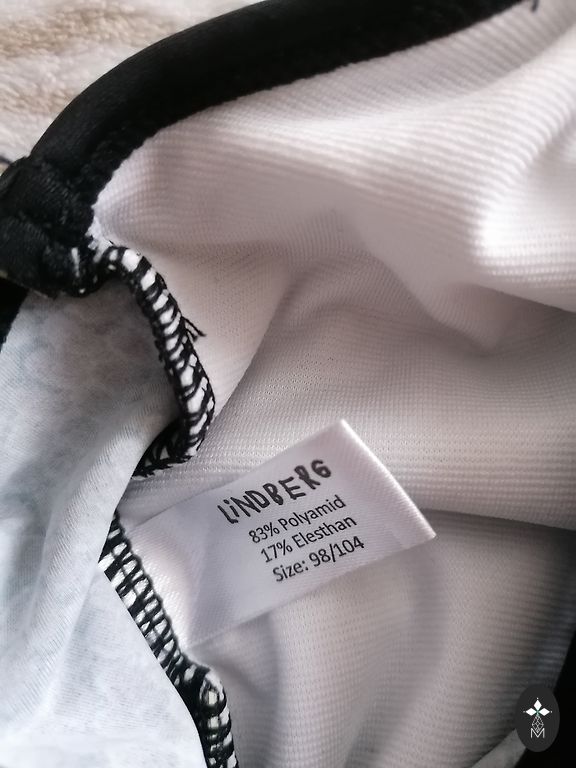 LiNDBERG
83% Polyamid
17% Elesthan
Size: 98/104